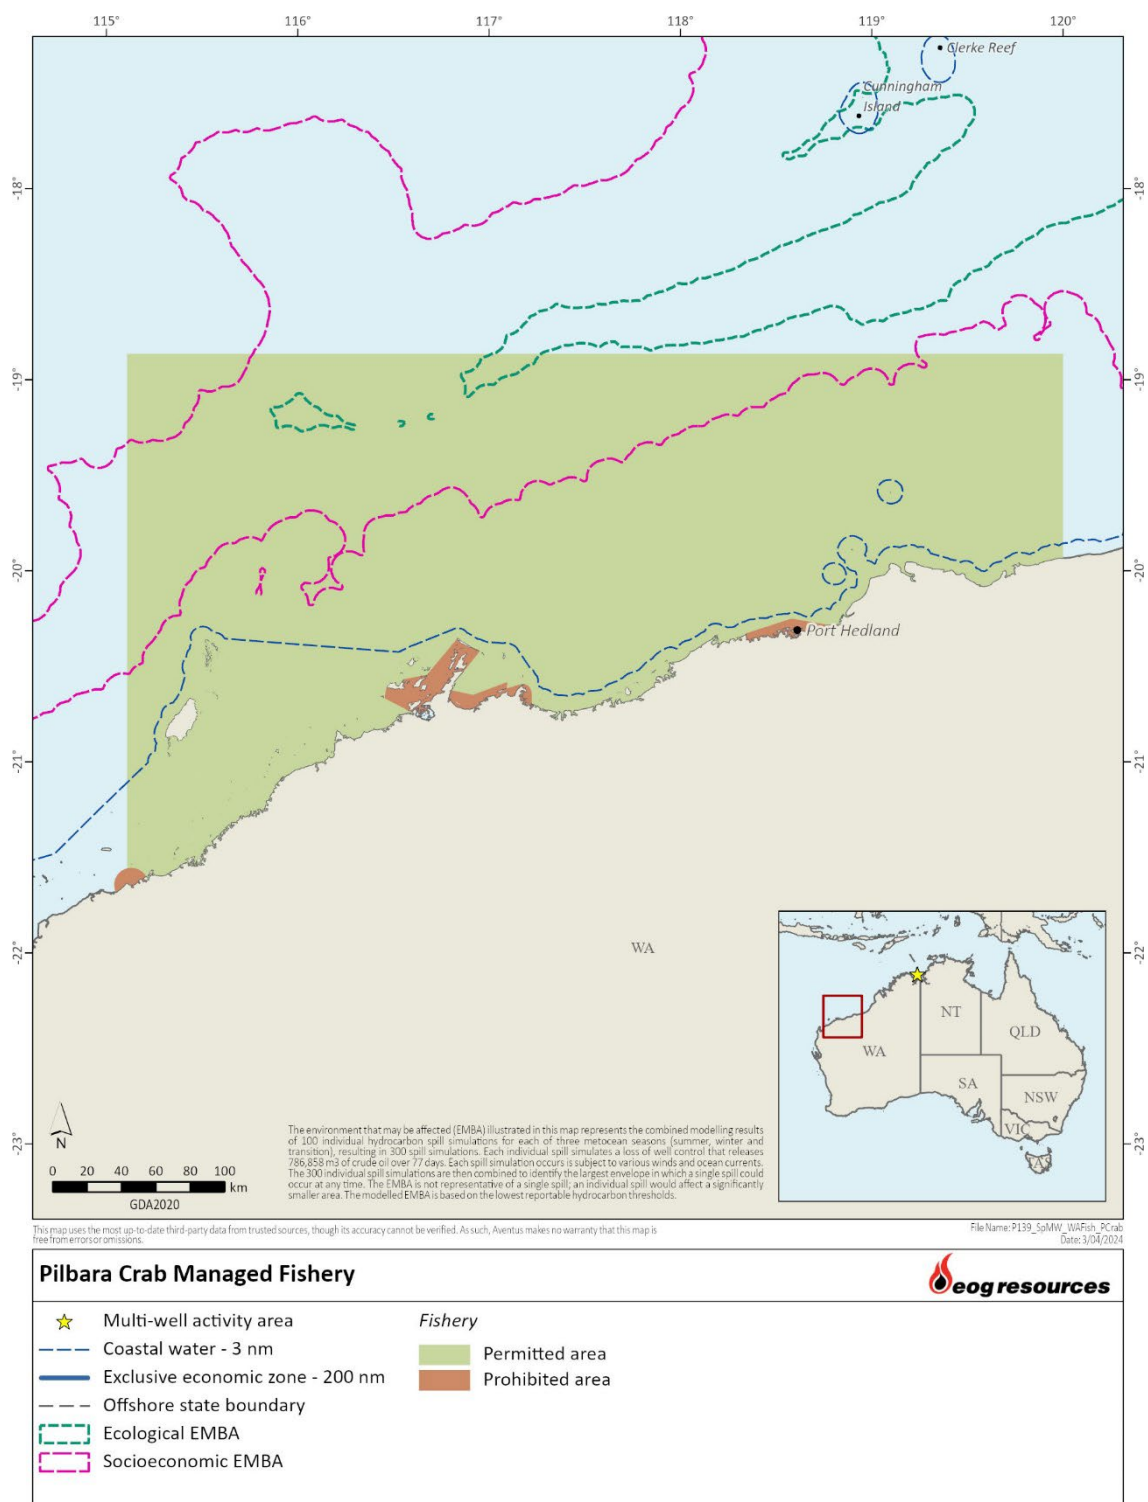 115° 116° 117° 118° 119° 120°
Clerke Reef
Cunningham
Island
-18° -18°
-19° -19°
-20° -20°
Port Hedland
-21° -21°
-22° -22°
WA
NT
QLD
WA
SA
NSW
VIC
TAS
-23° -23°
N
The environment that may be affected (EMBA) illustrated in this map represents the combined modelling results
of 100 individual hydrocarbon spill simulations for each of three metocean seasons (summer, winter and
transition), resulting in 300 spill simulations. Each individual spill simulates a loss of well control that releases
786,858 m3 of crude oil over 77 days. Each spill simulation occurs is subject to various winds and ocean currents.
The 300 individual spill simulations are then combined to identify the largest envelope in which a single spill could
occur at any time. The EMBA is not representative of a single spill; an individual spill would affect a significantly
smaller area. The modelled EMBA is based on the lowest reportable hydrocarbon thresholds.
0 20 40 60 80 100
km
GDA2020
This map uses the most up-to-date third-party data from trusted sources, though its accuracy cannot be verified. As such, Aventus makes no warranty that this map is
free from errors or omissions.
File Name: P139_SpMW_WAFish_PCrab
Date: 3/04/2024
Pilbara Crab Managed Fishery
eog resources
Multi-well activity area
Coastal water - 3 nm
Exclusive economic zone - 200 nm
Offshore state boundary
Ecological EMBA
Socioeconomic EMBA
Fishery
Permitted area
Prohibited area